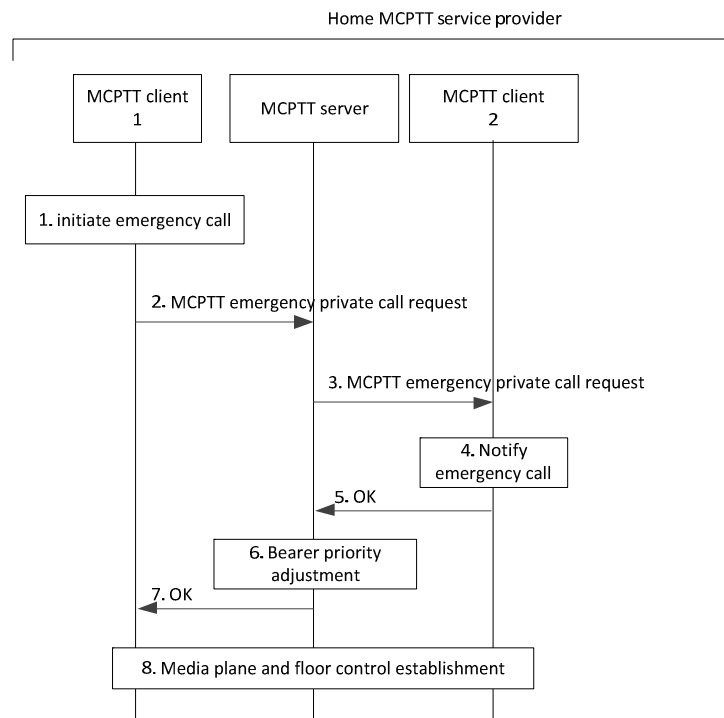 Home MCPTT service provider
MCPTT client
1
MCPTT server
MCPTT client
2
1. initiate emergency call
2. MCPTT emergency private call request
3. MCPTT emergency private call request
4. Notify
emergency call
5. OK
6. Bearer priority
adjustment
7. OK
8. Media plane and floor control establishment